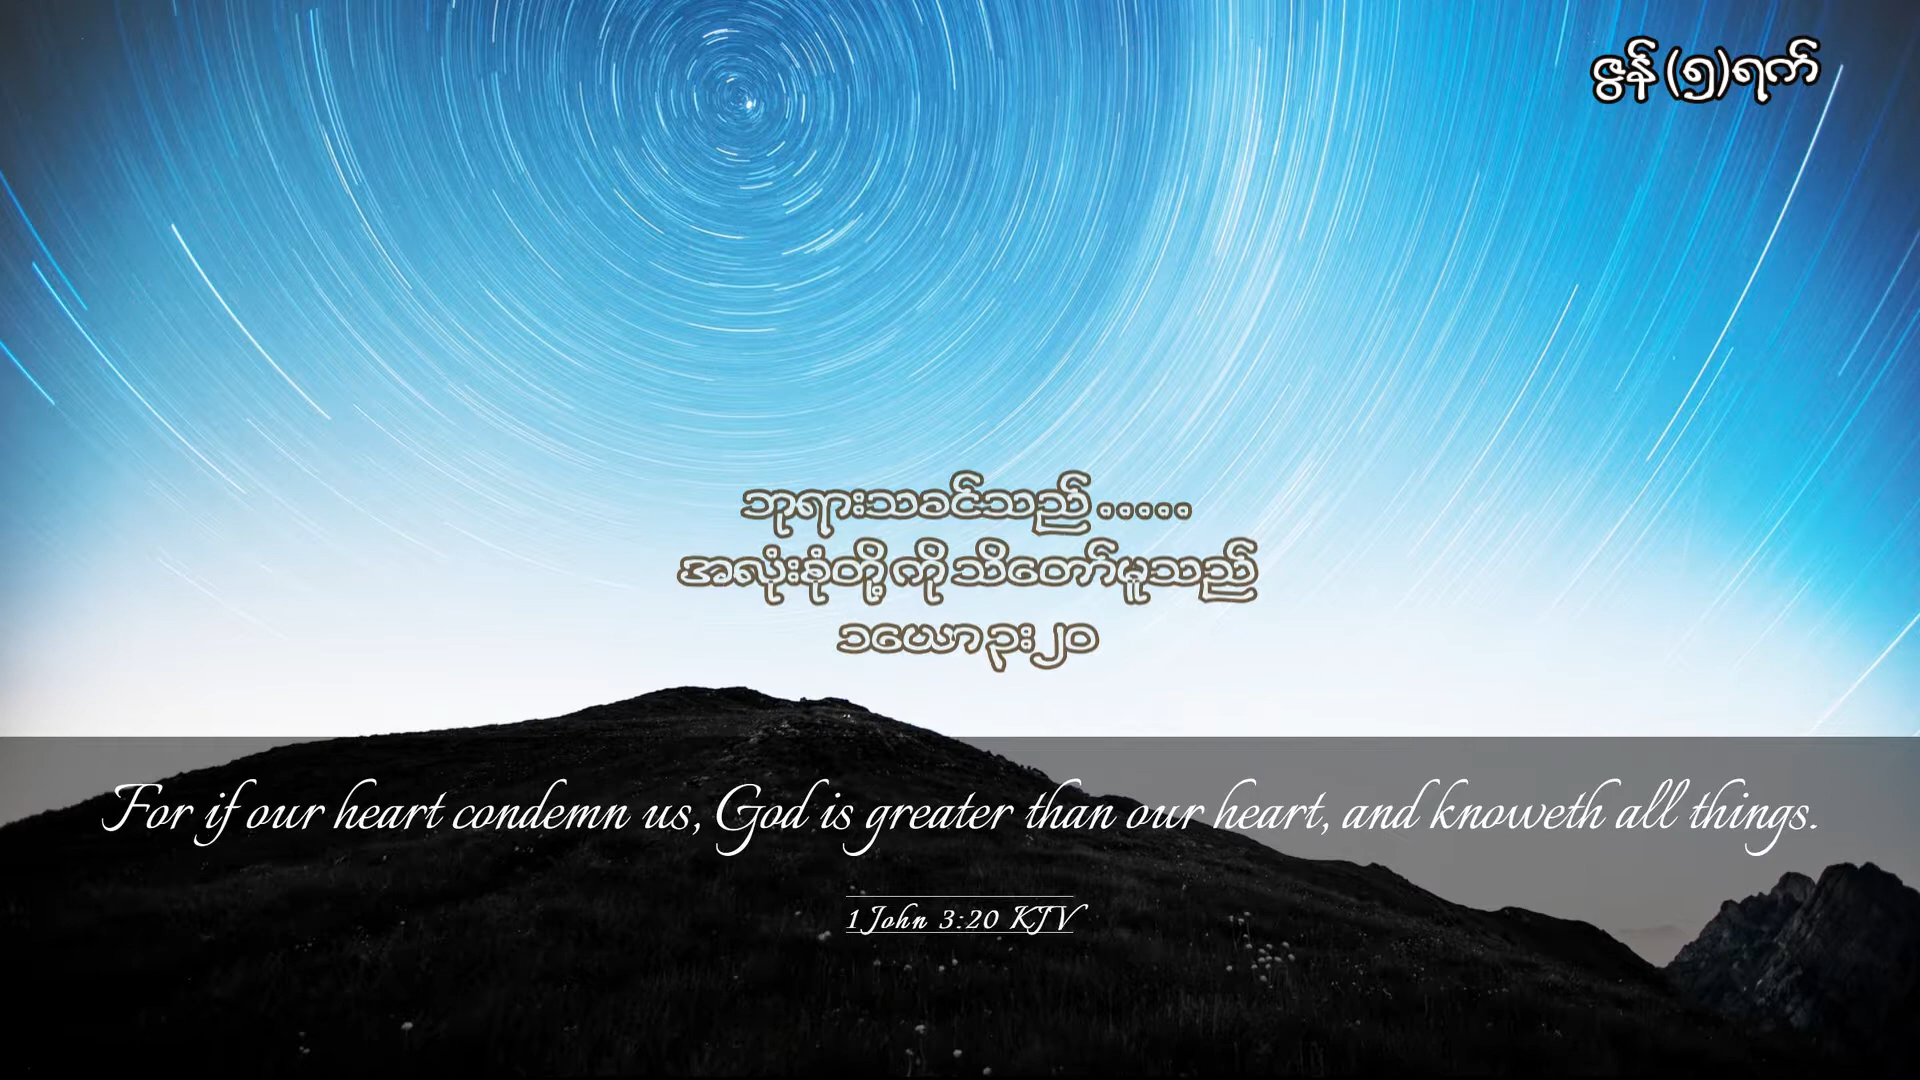 ဇွန် (၅)ရက်
ဘုရားသခင်သည် .....
အလုံးစုံတို့ကို သိတော်မူသည်
၁ယော၃း၂၀
For if our heart condemn us, God is greater than our heart, and knoweth all things.
1 John 3:20 KJV